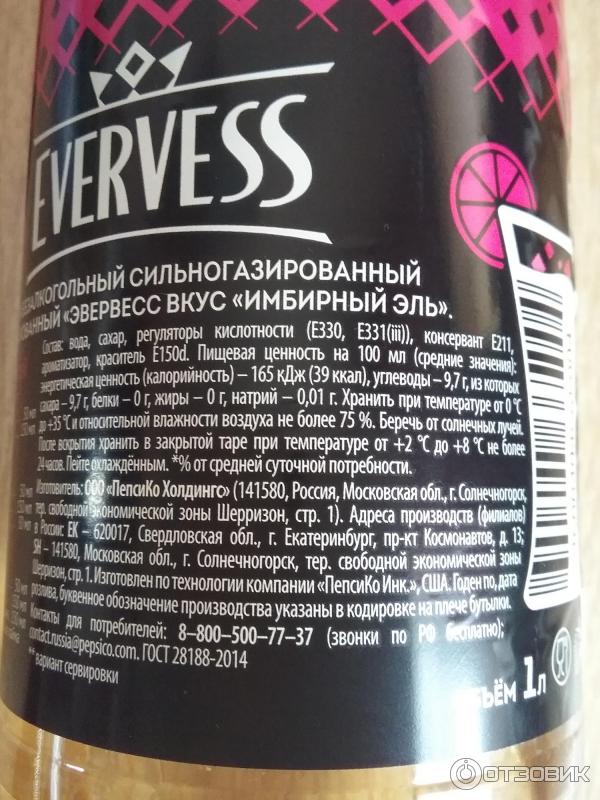 EVERVESS
БЕЗАЛКОГОЛЬНЫЙ СИЛЬНОГАЗИРОВАННЫЙ
«ЭВЕРВЕСС ВКУС «ИМБИРНЫЙ ЭЛЬ».
Состав: вода, сахар, регуляторы кислотности (Е330, Е331(iii)), консервант Е211,
ароматизатор, краситель Е150d. Пищевая ценность на 100 мл (средние значения):
энергетическая ценность (калорийность) – 165 кДж (39 ккал), углеводы – 9,7 г, из которых
сахара – 9,7 г, белки – 0 г, жиры – 0 г, натрий – 0,01 г. Хранить при температуре от 0 °С
до +35 °С и относительной влажности воздуха не более 75 %. Беречь от солнечных лучей.
После вскрытия хранить в закрытой таре при температуре от +2 °С до +8 °С не более
24 часов. Пейте охлаждённым. *% от средней суточной потребности.
Изготовитель: ООО «ПепсиКо Холдингс» (141580, Россия, Московская обл., г. Солнечногорск,
тер. свободной экономической зоны Шерризон, стр. 1). Адреса производств (филиалов)
в России: ЕК – 620017, Свердловская обл., г. Екатеринбург, пр-кт Космонавтов, д. 13;
SH – 141580, Московская обл., г. Солнечногорск, тер. свободной экономической зоны
Шерризон, стр. 1. Изготовлен по технологии компании «ПепсиКо Инк.», США. Годен по, дата
розлива, буквенное обозначение производства указаны в кодировке на плече бутылки.
Контакты для потребителей: 8–800–500–77–37 (звонки по РФ бесплатно);
contact.russia@pepsico.com. ГОСТ 28188-2014
** вариант сервировки
ОБЪЁМ 1 Л
ОТЗОВИК